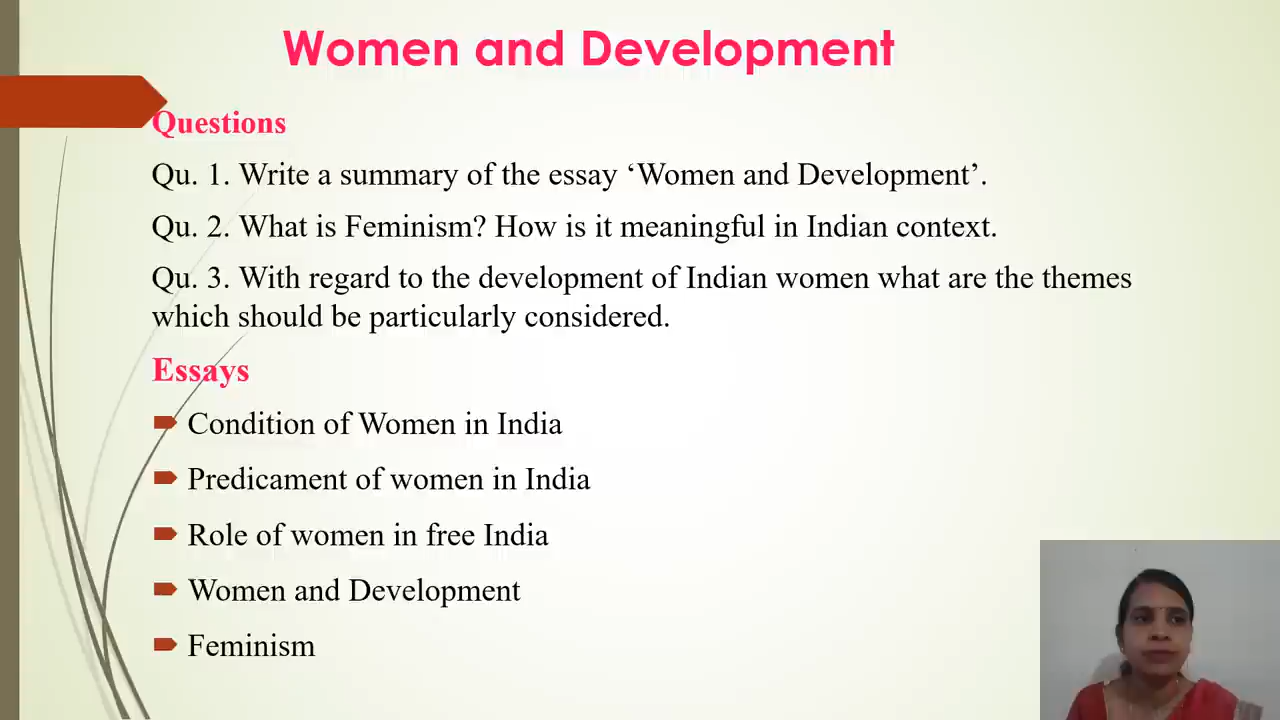 Women and Development
Questions
Qu. 1. Write a summary of the essay ‘Women and Development’.
Qu. 2. What is Feminism? How is it meaningful in Indian context.
Qu. 3. With regard to the development of Indian women what are the themes
which should be particularly considered.
Essays
Condition of Women in India
Predicament of women in India
Role of women in free India
Women and Development
Feminism